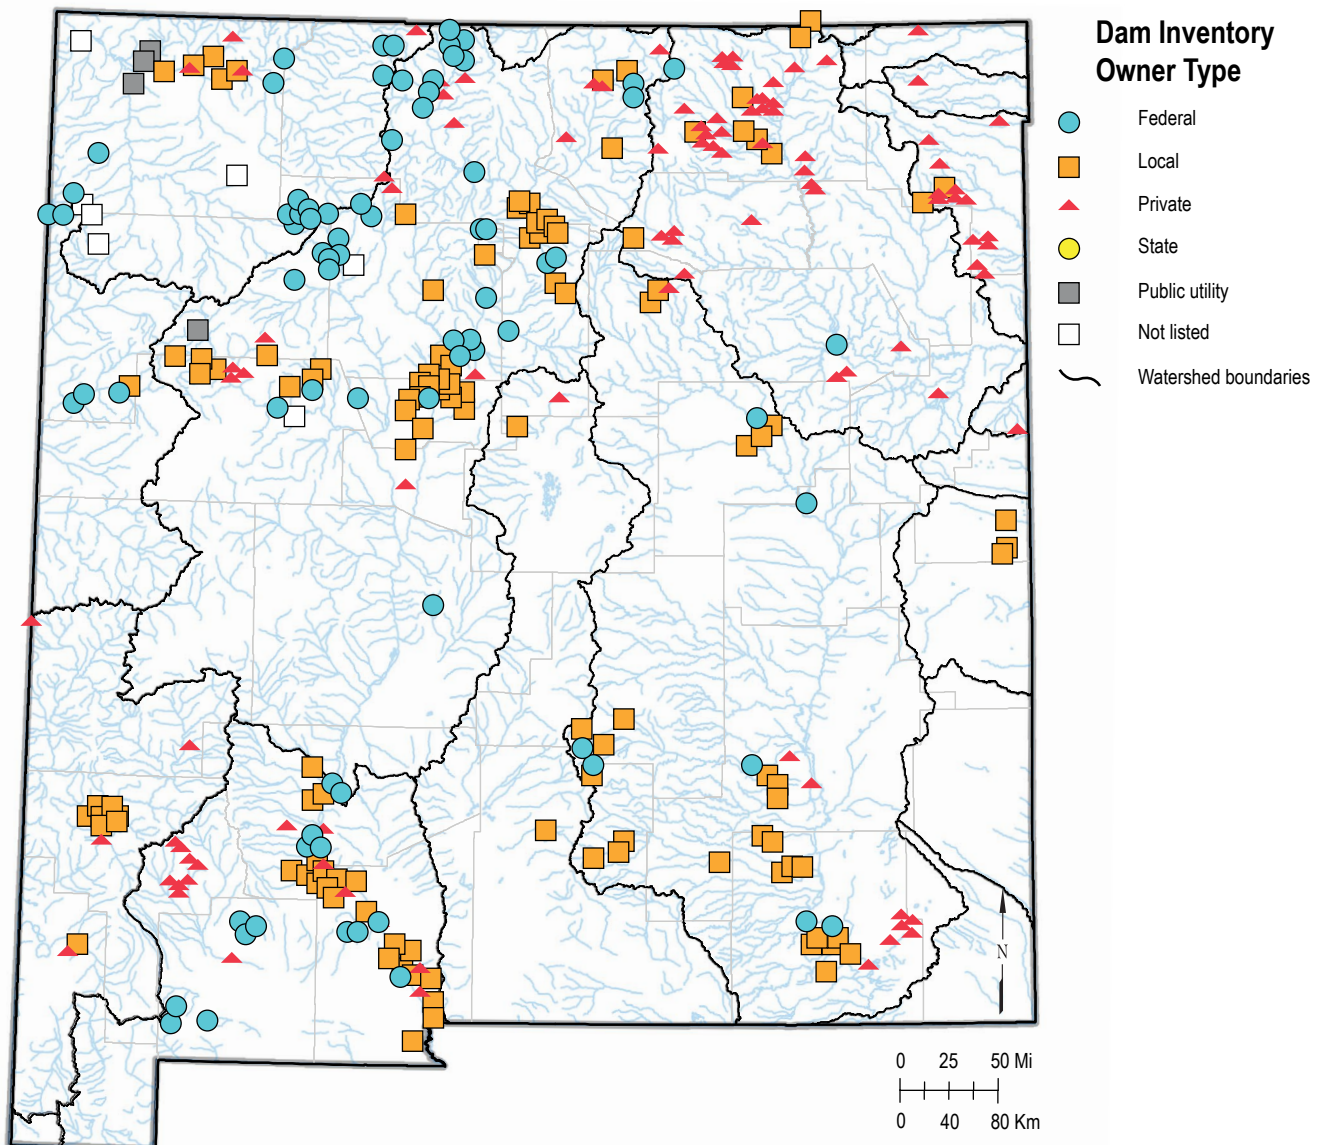 Dam Inventory
Owner Type
Federal
Local
Private
State
Public utility
Not listed
Watershed boundaries
N
0 25 50 Mi
0 40 80 Km